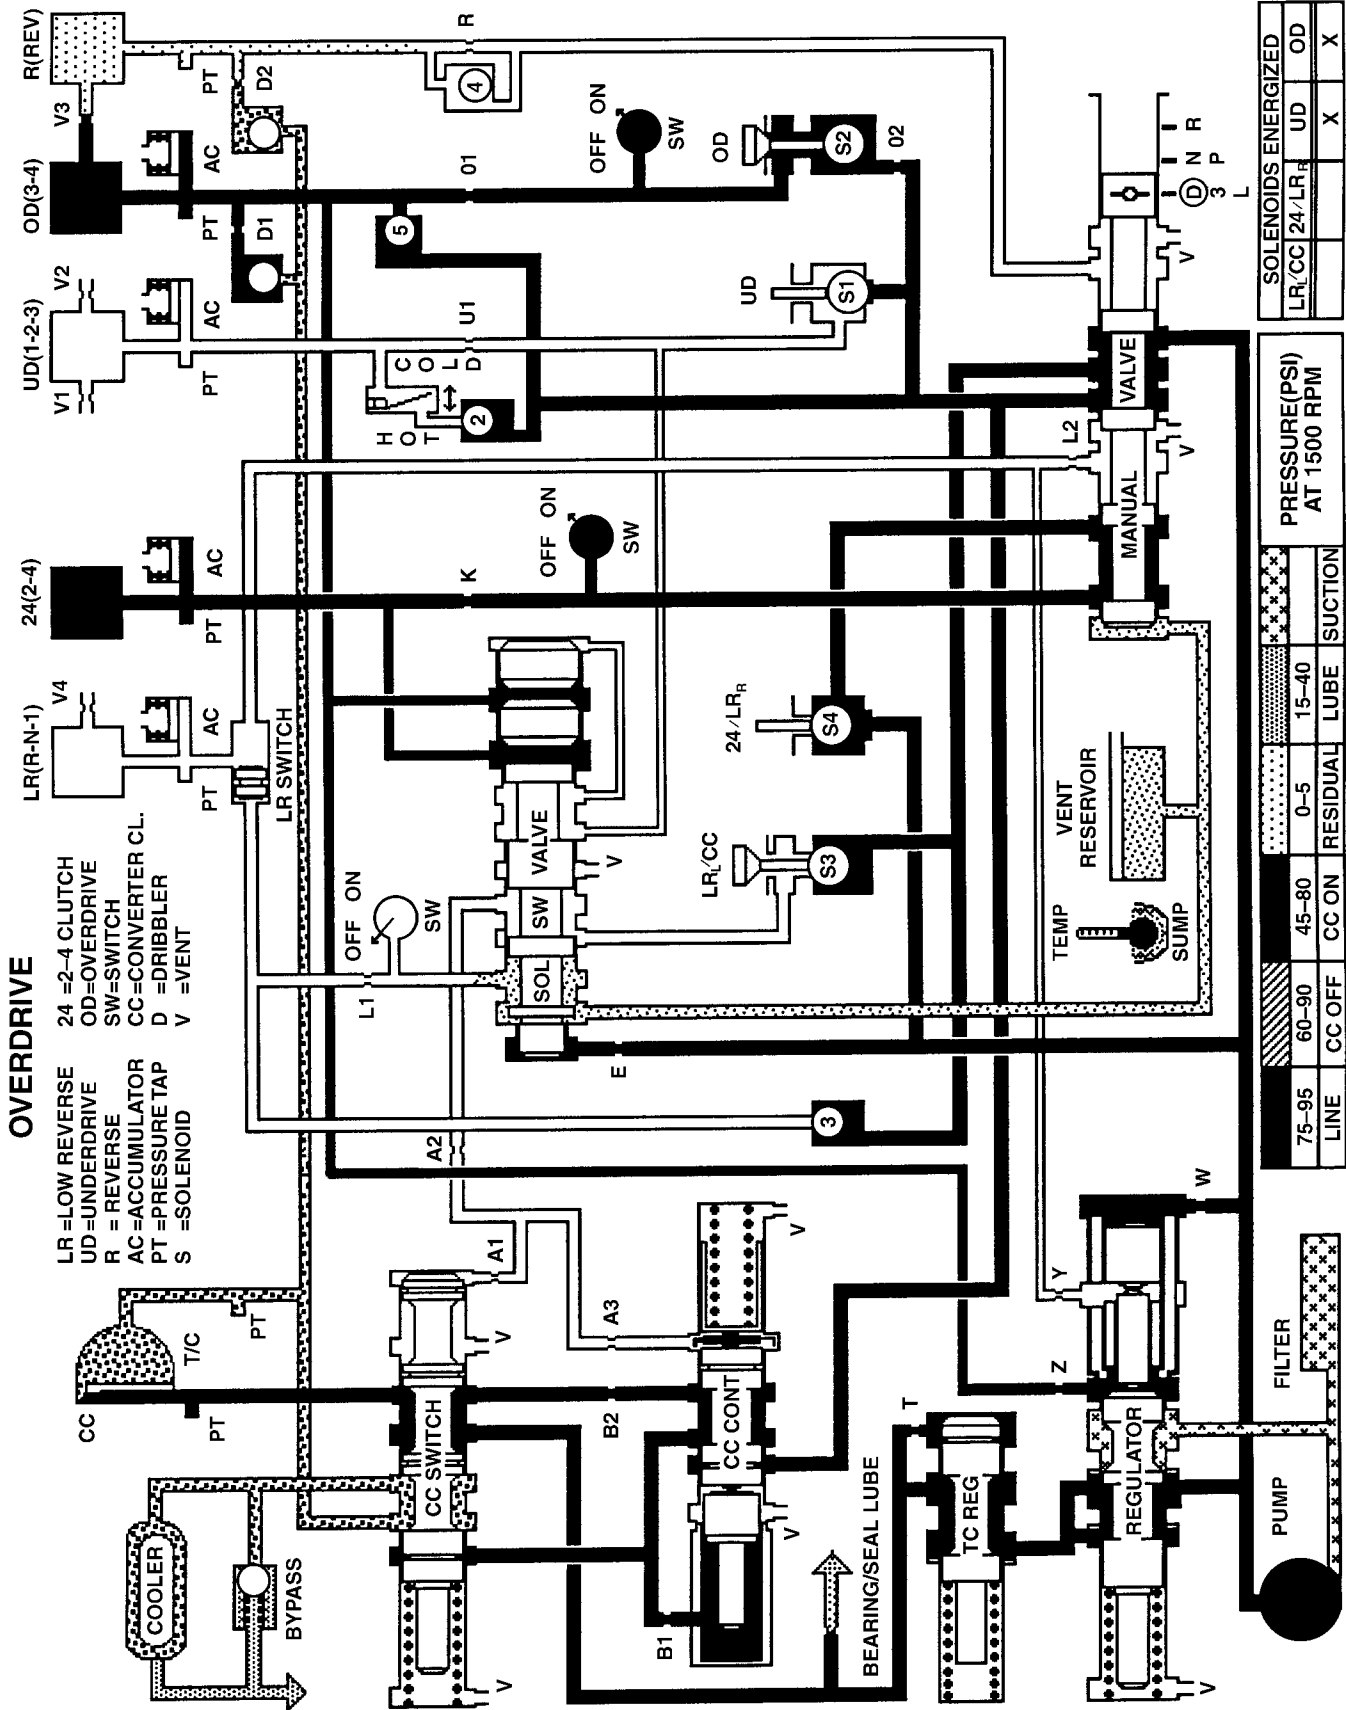 OVERDRIVE
LR =LOW REVERSE
UD=UNDERDRIVE
R = REVERSE
AC=ACCUMULATOR
PT =PRESSURE TAP
S =SOLENOID
24 =2–4 CLUTCH
OD=OVERDRIVE
SW=SWITCH
CC=CONVERTER CL.
D =DRIBBLER
V =VENT
LR(R-N-1)
V4
24(2-4)
UD(1-2-3)
V1
V2
OD(3-4)
V3
R(REV)
PT
AC
PT
AC
PT
AC
PT
AC
PT
D1
D2
LR SWITCH
COOLER
BYPASS
CC
T/C
PT
PT
CC SWITCH
V
V
A1
A2
A3
B1
B2
CC CONT
V
V
L1
OFF ON
SW
SOL
SW
VALVE
V
E
K
OFF ON
SW
HOT
COLD
U1
2
5
01
OFF ON
SW
4
R
LRL/CC
S3
24/LRR
S4
UD
S1
OD
S2
02
3
L2
BEARING/SEAL LUBE
TC REG
T
REGULATOR
V
Z
Y
W
TEMP
SUMP
VENT
RESERVOIR
MANUAL
VALVE
V
V
D N R
3 P
L
PUMP
FILTER
75–95
LINE
60–90
CC OFF
45–80
CC ON
0–5
RESIDUAL
15–40
LUBE
SUCTION
PRESSURE(PSI)
AT 1500 RPM
SOLENOIDS ENERGIZED
LRL/CC 24/LRR UD OD
X X